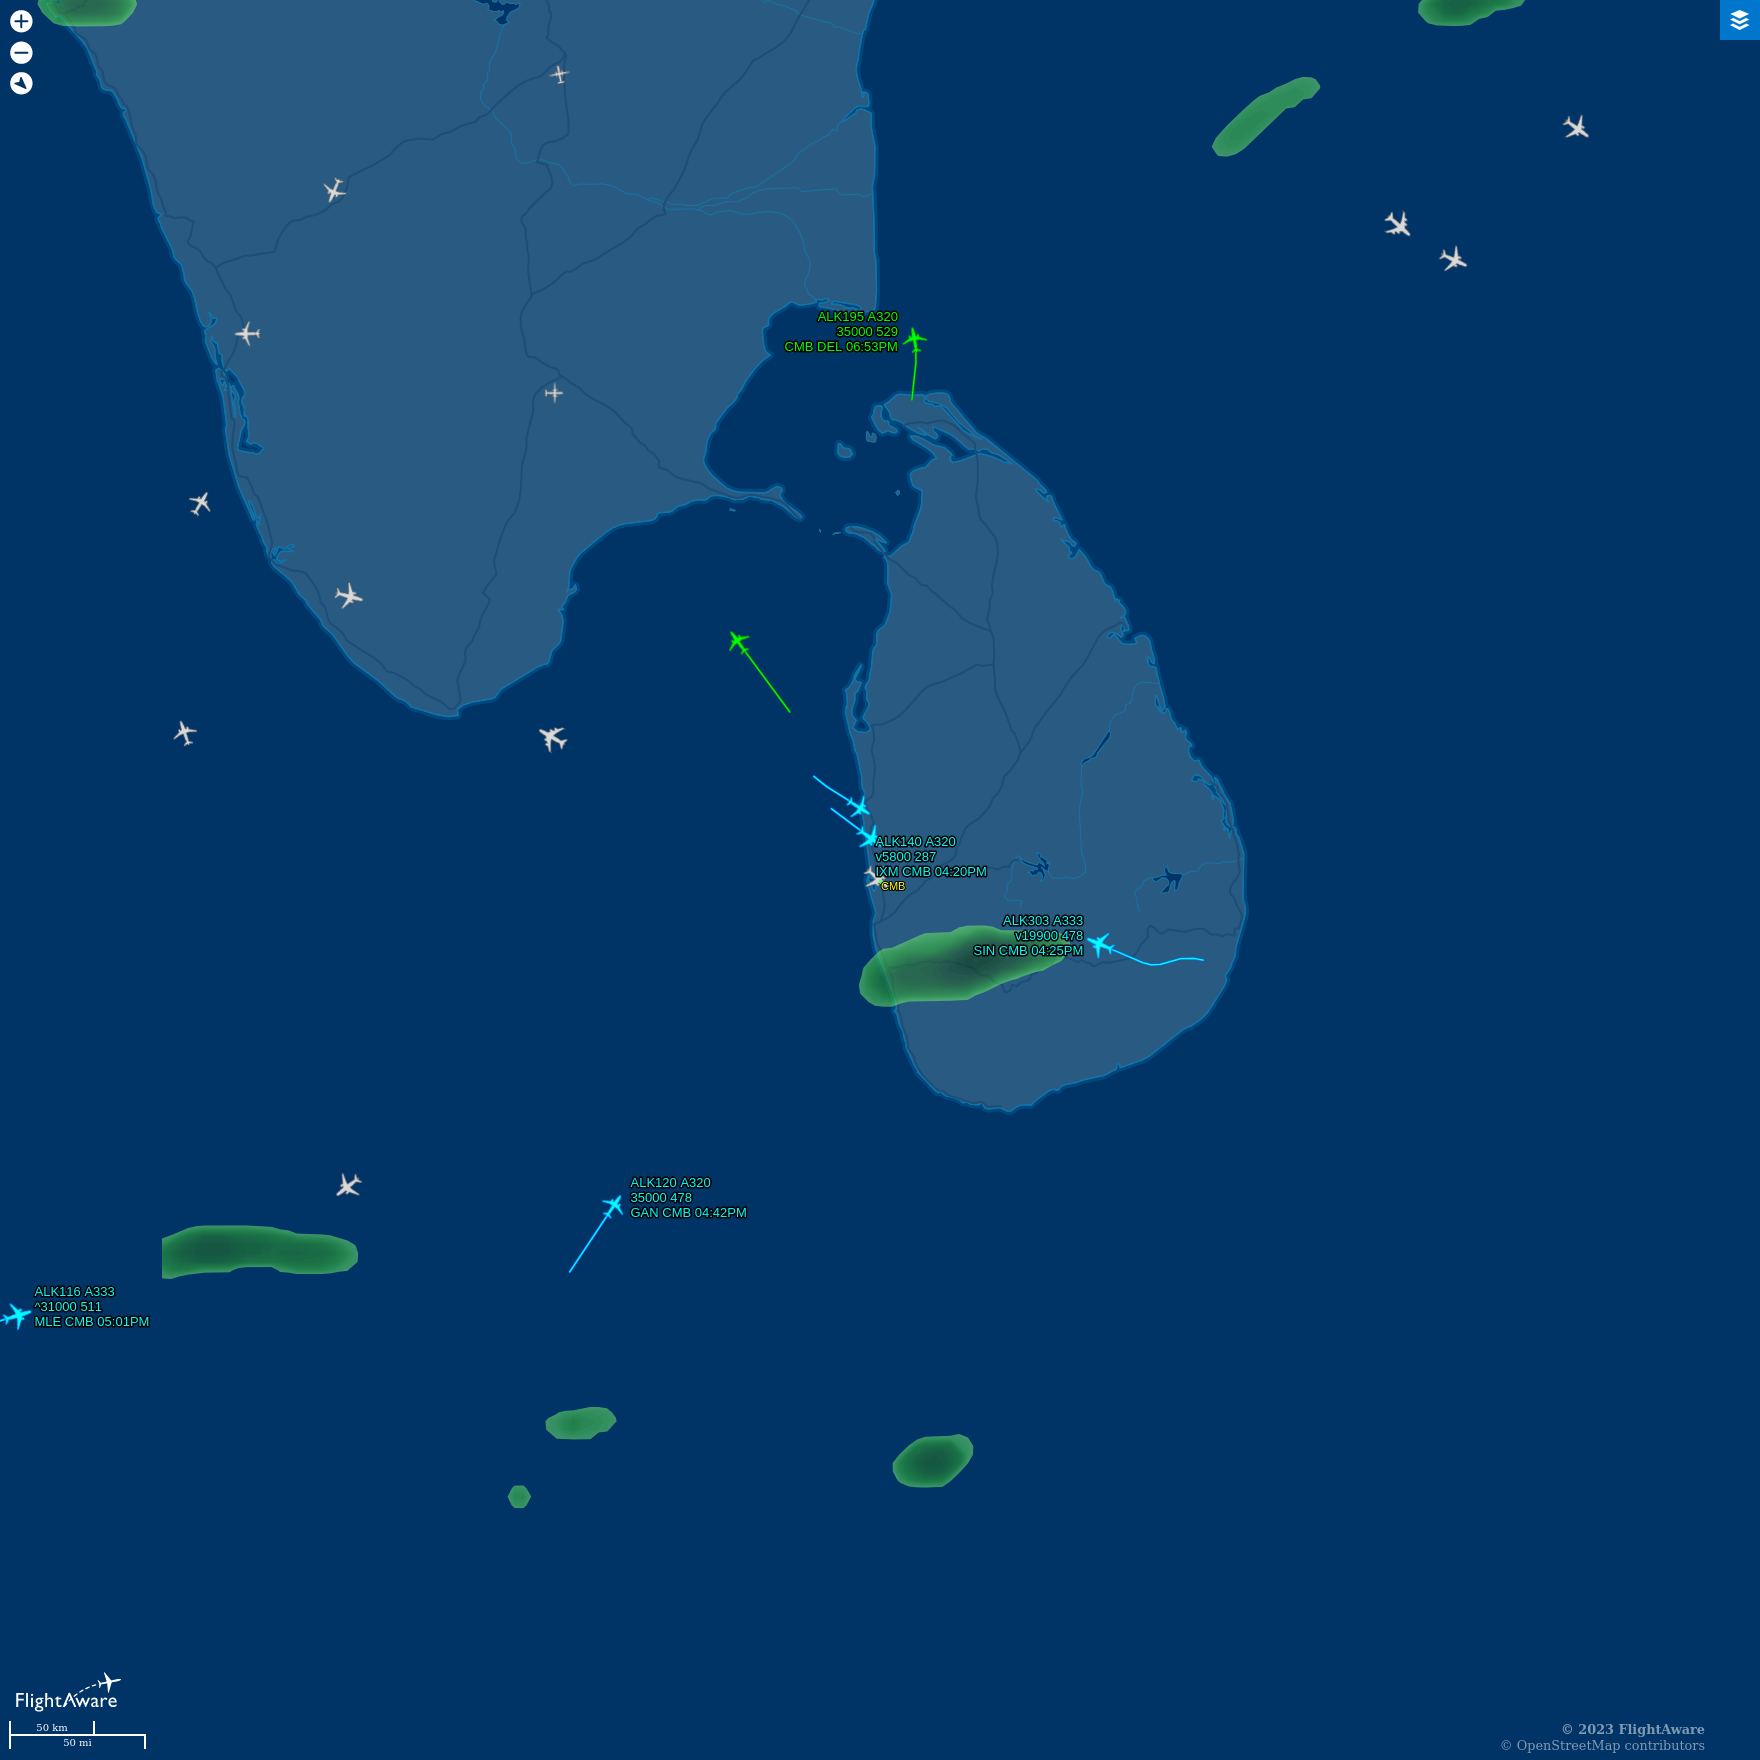 ALK195 A320
35000 529
CMB DEL 06:53PM
ALK140 A320
v5800 287
IXM CMB 04:20PM
CMB
ALK303 A333
v19900 478
SIN CMB 04:25PM
ALK120 A320
35000 478
GAN CMB 04:42PM
ALK116 A333
^31000 511
MLE CMB 05:01PM
FlightAware
50 km
50 mi
© 2023 FlightAware
© OpenStreetMap contributors